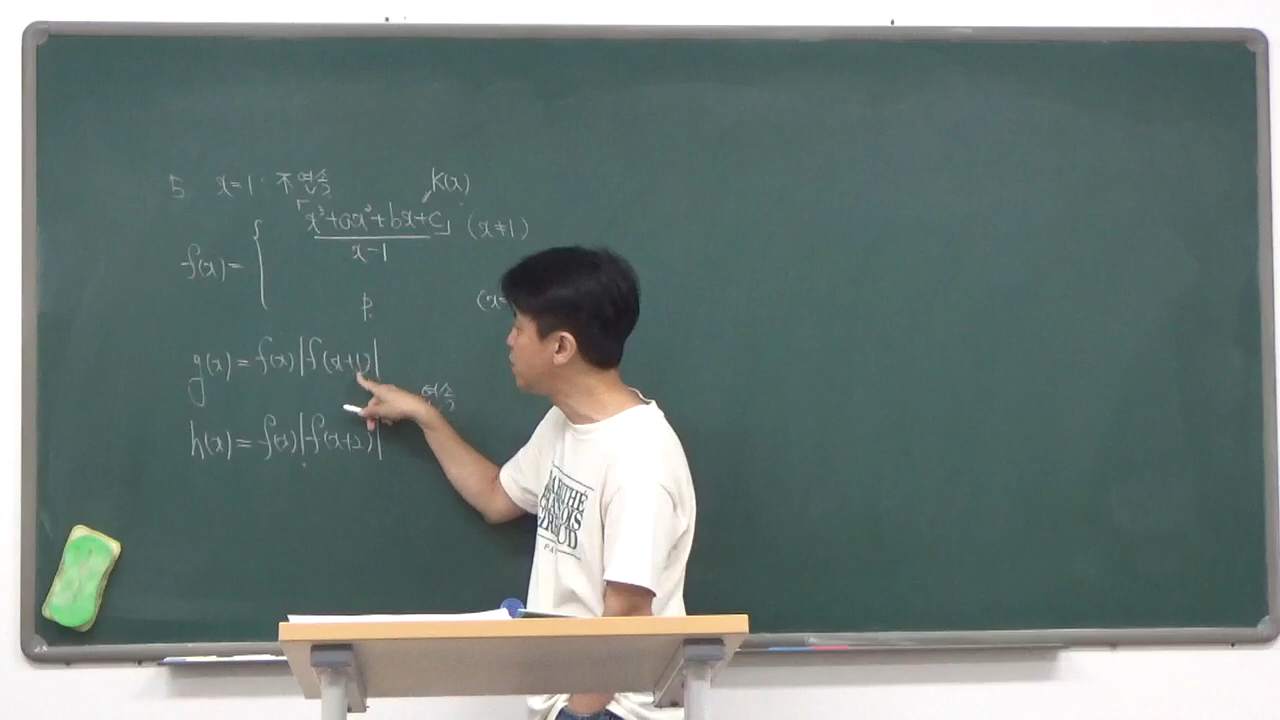 5 x=1 : 不연속
K(x)
x³+ax²+bx+c (x≠1)
f(x)= {
x-1
p (x=
g(x)=f(x)|f(x+1)|
연속
h(x)=f(x)|f(x+2)|